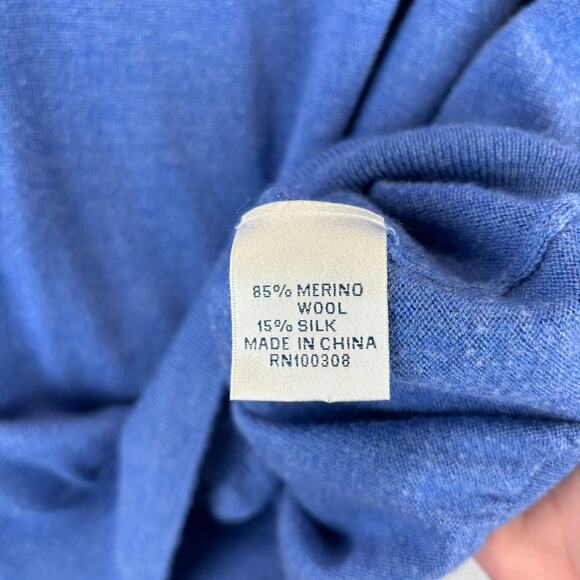 85% MERINO
WOOL
15% SILK
MADE IN CHINA
RN100308